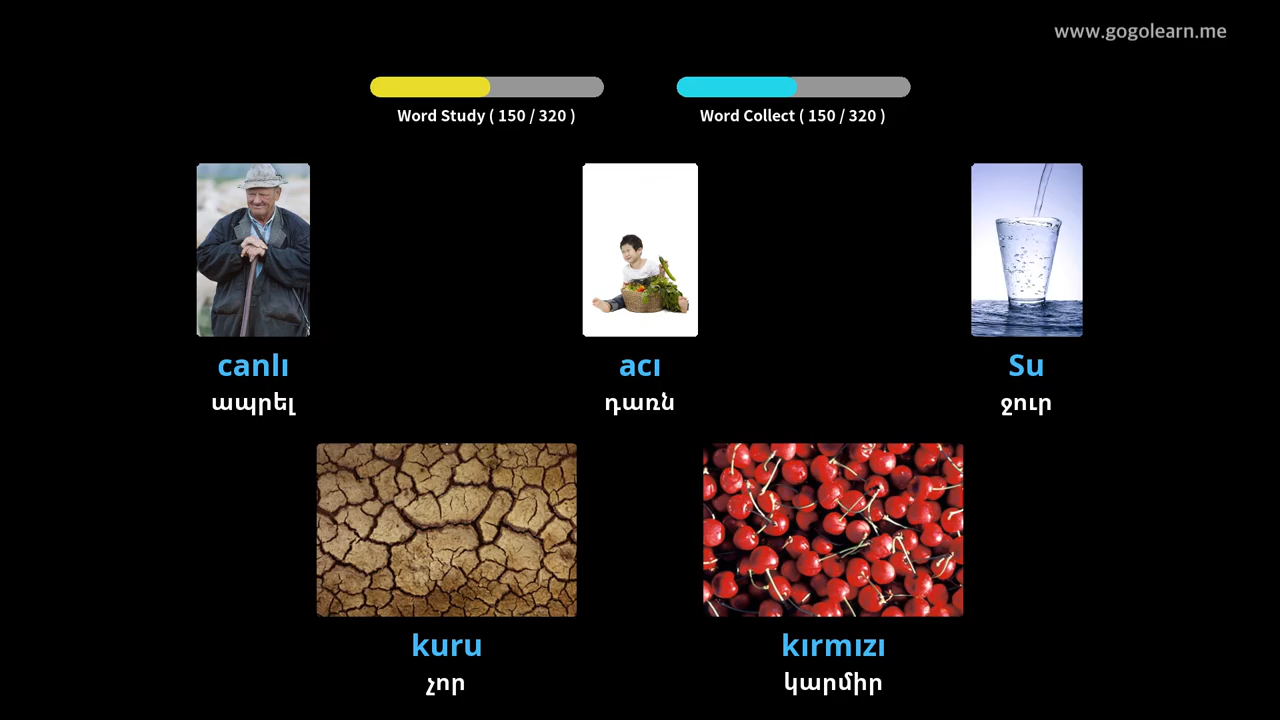 www.gogolearn.me
Word Study ( 150 / 320 )
Word Collect ( 150 / 320 )
canlı
ապրել
acı
դառն
Su
ջուր
kuru
չոր
kırmızı
կարմիր